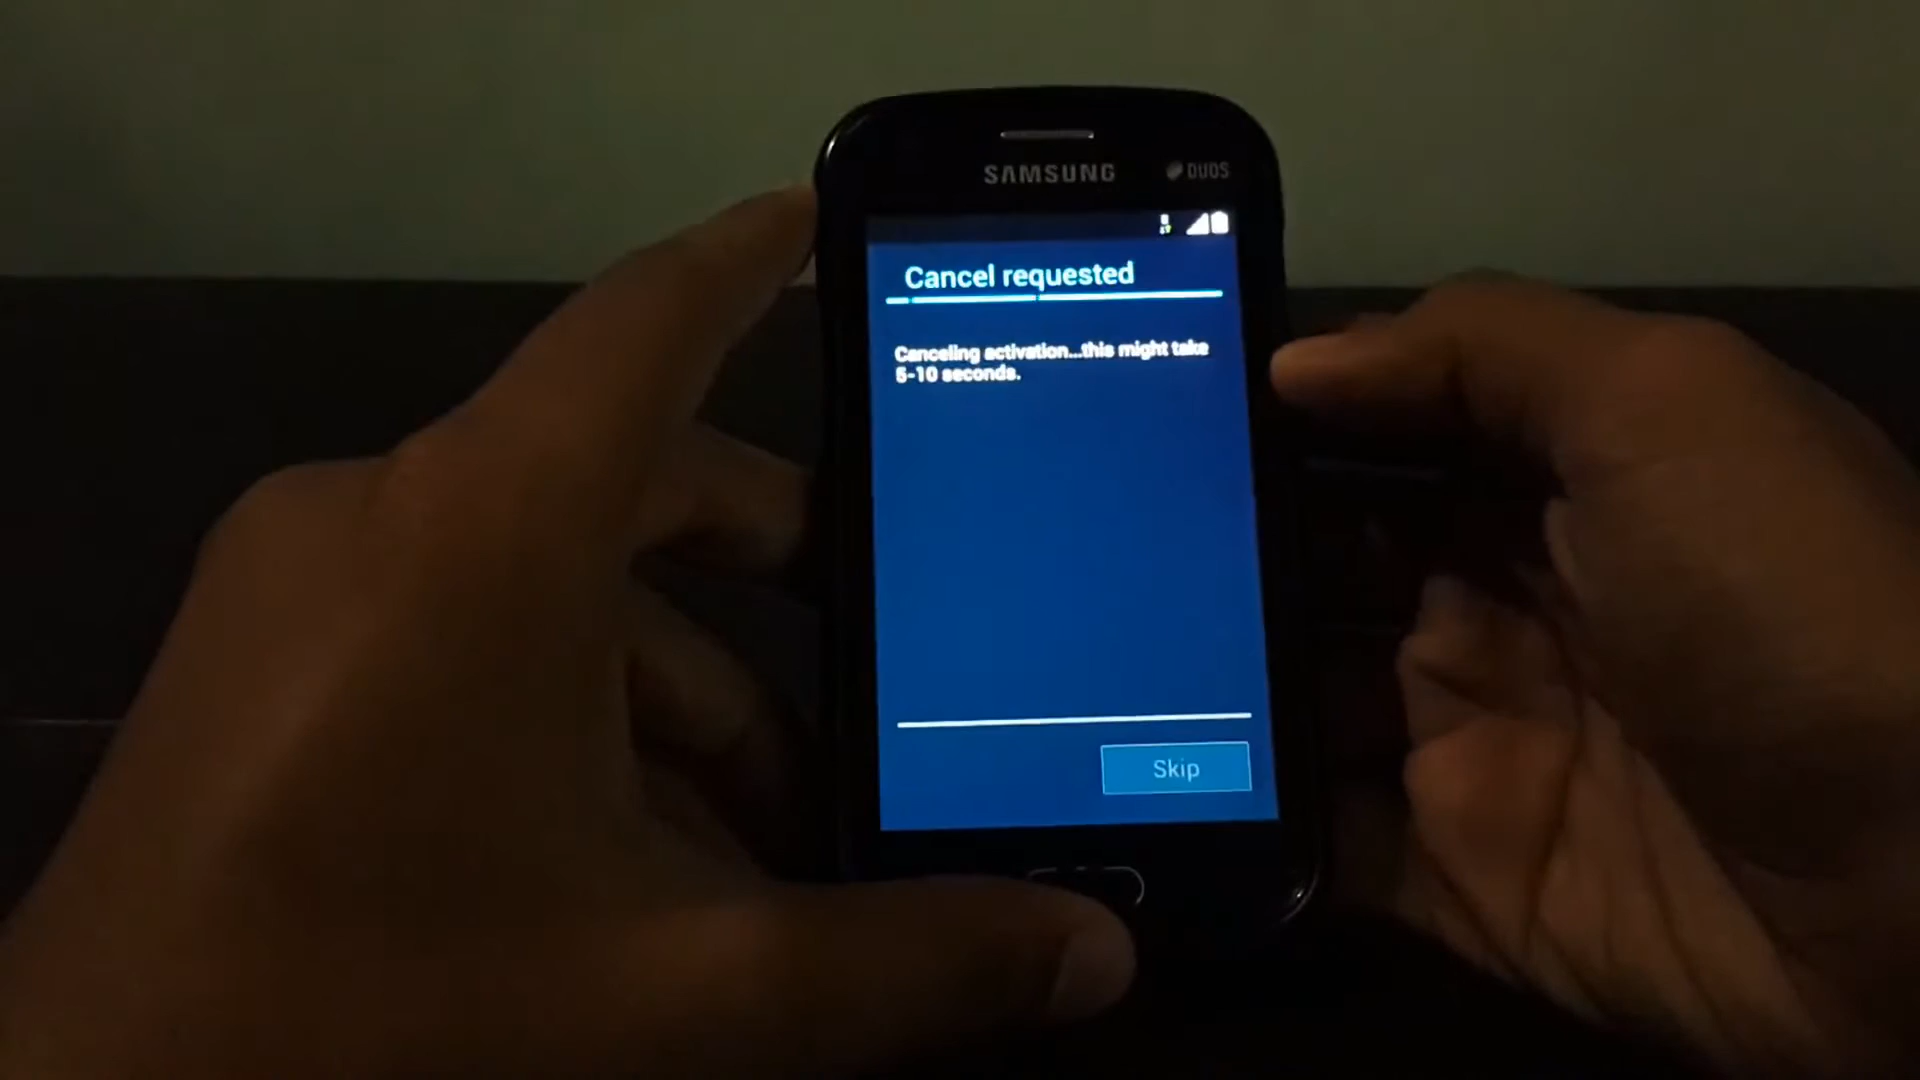 SAMSUNG DUOS
Cancel requested
Canceling activation...this might take
5-10 seconds.
Skip